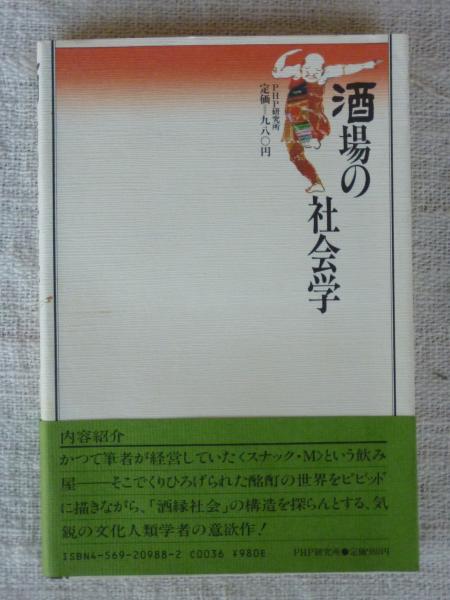 酒場の
社会学
PHP研究所
定価―九八〇円
内容紹介
かつて筆者が経営していた〈スナック・M〉という飲み
屋――そこでくりひろげられた酩酊の世界をビビッド
に描きながら、「酒縁社会」の構造を探らんとする、気
鋭の文化人類学者の意欲作！
ISBN4-569-20988-2 C0036 ¥980E
PHP研究所●定価980円